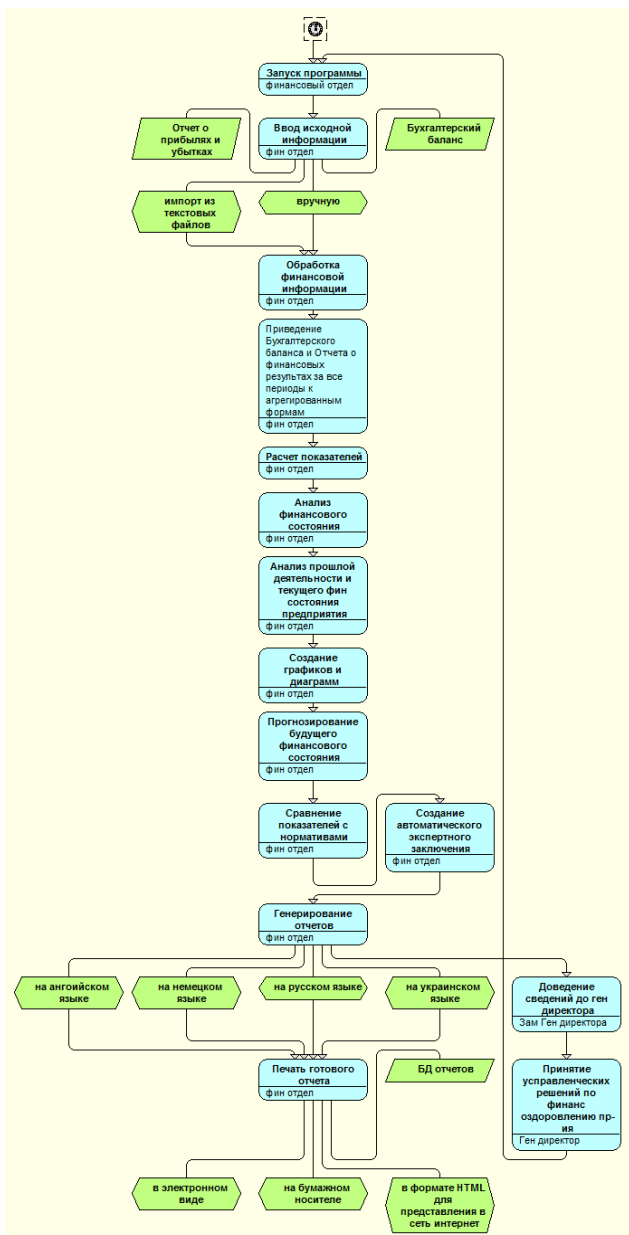 Запуск программы
финансовый отдел
Отчет о
прибылях и
убытках
Ввод исходной
информации
фин отдел
Бухгалтерский
баланс
импорт из
текстовых
файлов
вручную
Обработка
финансовой
информации
фин отдел
Приведение
Бухгалтерского
баланса и Отчета о
финансовых
результатах за все
периоды к
агрегированным
формам
фин отдел
Расчет показателей
фин отдел
Анализ
финансового
состояния
фин отдел
Анализ прошлой
деятельности и
текущего фин
состояния
предприятия
фин отдел
Создание
графиков и
диаграмм
фин отдел
Прогнозирование
будущего
финансового
состояния
фин отдел
Сравнение
показателей с
нормативами
фин отдел
Создание
автоматического
экспертного
заключения
фин отдел
Генерирование
отчетов
фин отдел
на ангоийском
языке
на немецком
языке
на русском языке
на украинском
языке
Доведение
сведений до ген
директора
Зам Ген директора
Печать готового
отчета
фин отдел
БД отчетов
Принятие
усправленческих
решений по
финанс
оздоровлению пр-
ия
Ген директор
в электронном
виде
на бумажном
носителе
в формате HTML
для
представления в
сеть интернет